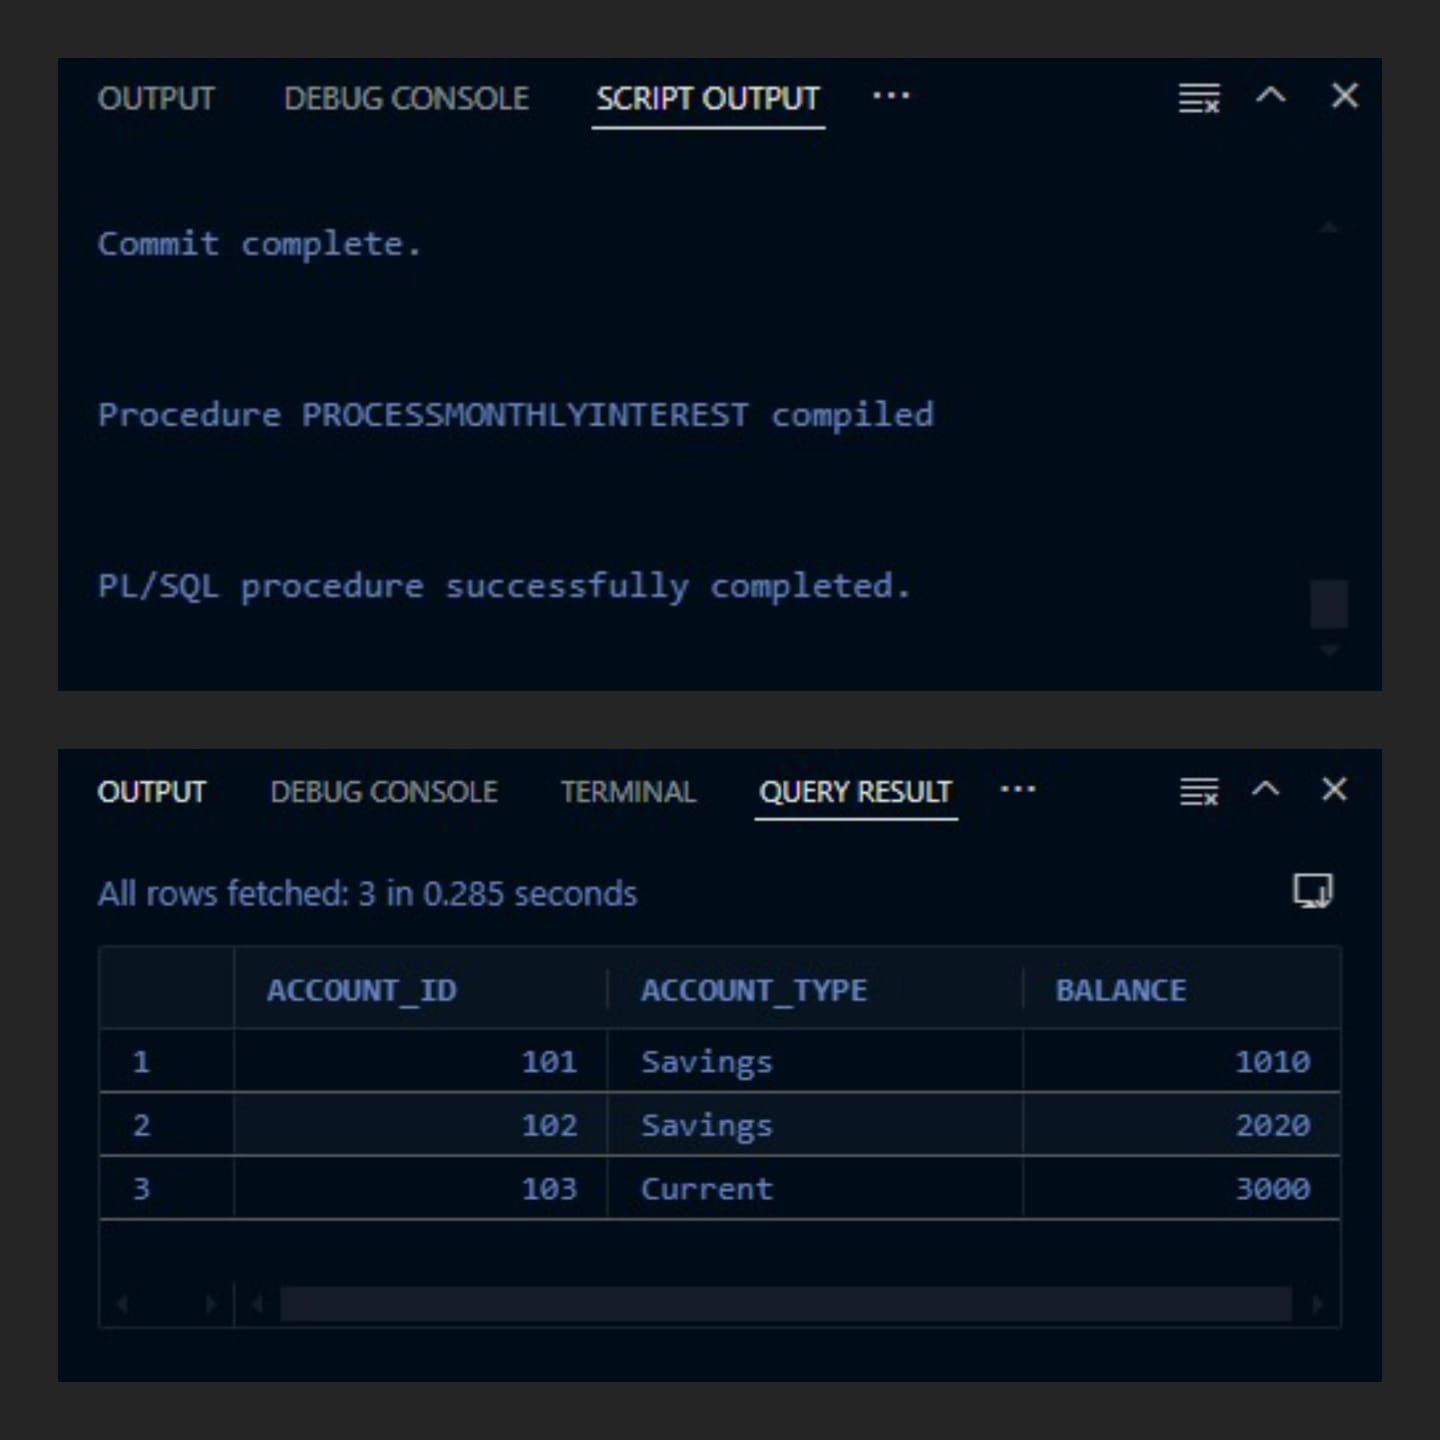 OUTPUT DEBUG CONSOLE SCRIPT OUTPUT ...
Commit complete.
Procedure PROCESSMONTHLYINTEREST compiled
PL/SQL procedure successfully completed.
OUTPUT DEBUG CONSOLE TERMINAL QUERY RESULT ...
All rows fetched: 3 in 0.285 seconds
ACCOUNT_ID ACCOUNT_TYPE BALANCE
1 101 Savings 1010
2 102 Savings 2020
3 103 Current 3000